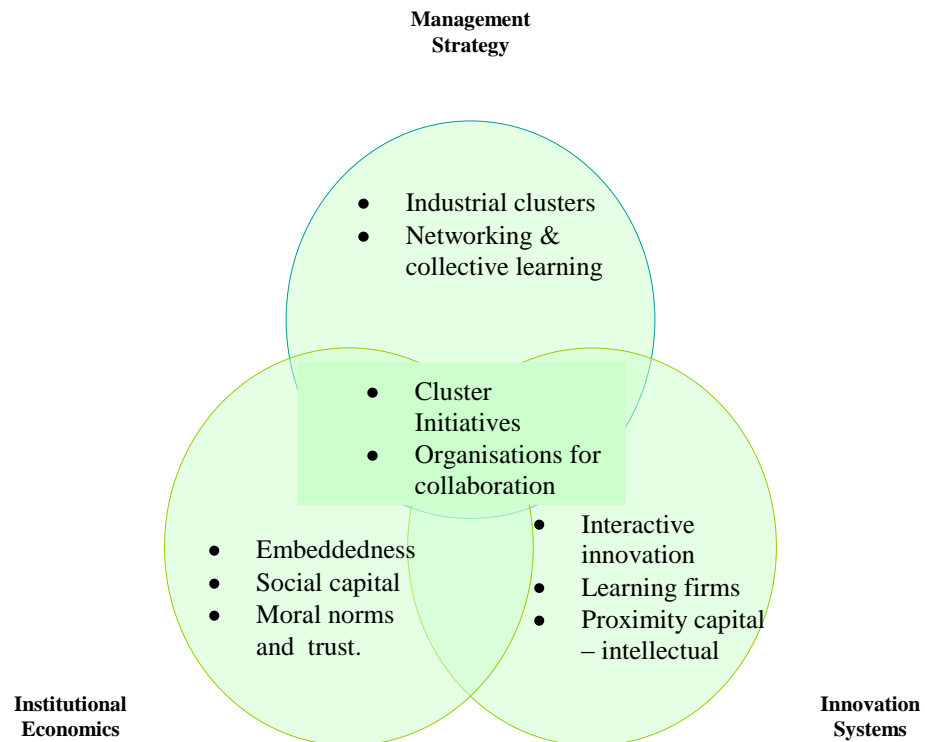 Management
Strategy
● Industrial clusters
● Networking &
collective learning
● Cluster
Initiatives
● Organisations for
collaboration
● Embeddedness
● Social capital
● Moral norms
and trust.
● Interactive
innovation
● Learning firms
● Proximity capital
– intellectual
Institutional
Economics
Innovation
Systems